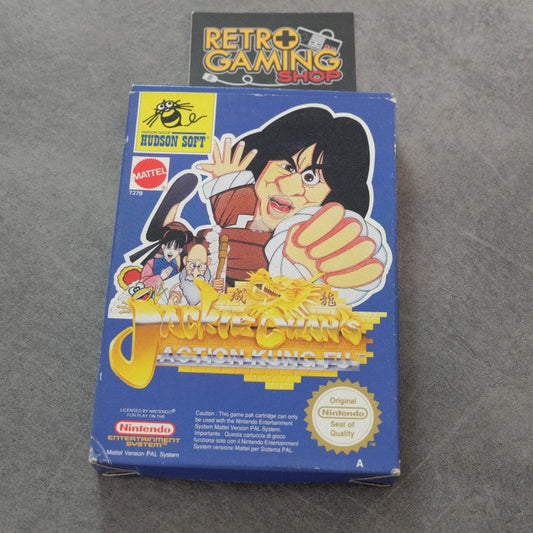 RETRO
GAMING
SHOP
HUDSON SOFT
MATTEL
7279
威 龍
JACKIE CHAN'S
ACTION KUNG FU
LICENSED BY NINTENDO®
FOR PLAY ON THE
Nintendo
ENTERTAINMENT
SYSTEM
Mattel Version PAL System
Caution : This game pak cartridge can only
be used with the Nintendo Entertainment
System Mattel Version PAL System.
Importante : Questa cartuccia di gioco
funziona solo con il Nintendo Entertainment
System versione Mattel per Sistema PAL.
Original
Nintendo
Seal of
Quality
A